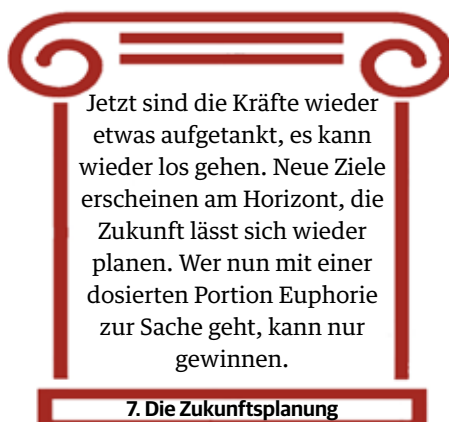 Jetzt sind die Kräfte wieder
etwas aufgetankt, es kann
wieder los gehen. Neue Ziele
erscheinen am Horizont, die
Zukunft lässt sich wieder
planen. Wer nun mit einer
dosierten Portion Euphorie
zur Sache geht, kann nur
gewinnen.
7. Die Zukunftsplanung